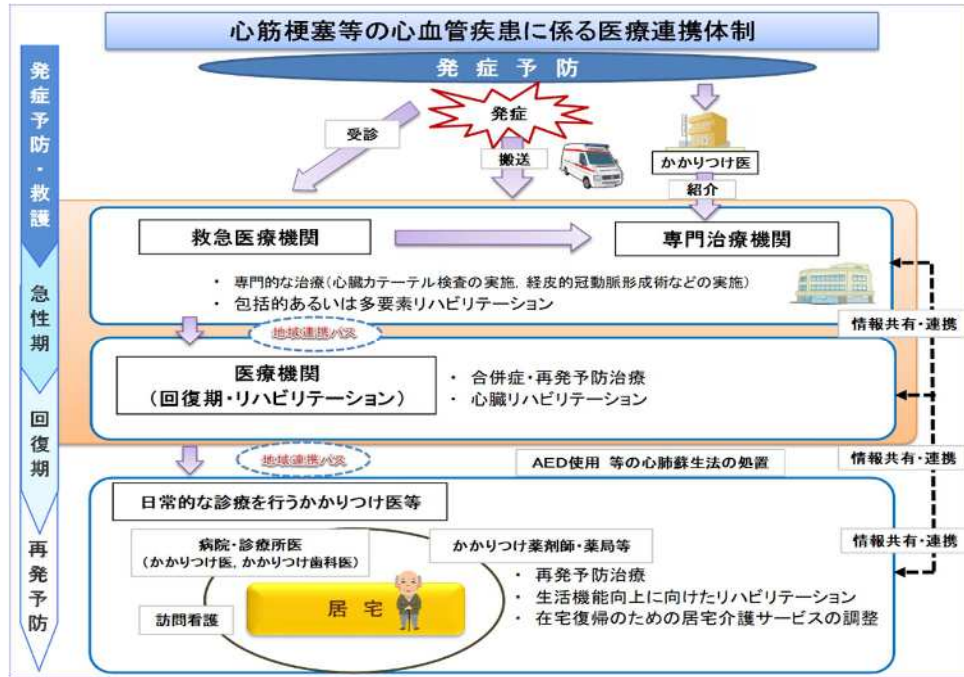 心筋梗塞等の心血管疾患に係る医療連携体制
発症予防
発症予防・救護
急性期
回復期
再発予防
受診
発症
搬送
かかりつけ医
紹介
救急医療機関
専門治療機関
・ 専門的な治療(心臓カテーテル検査の実施, 経皮的冠動脈形成術などの実施)
・ 包括的あるいは多要素リハビリテーション
情報共有・連携
地域連携パス
医療機関
(回復期・リハビリテーション)
・ 合併症・再発予防治療
・ 心臓リハビリテーション
地域連携パス
AED使用 等の心肺蘇生法の処置
情報共有・連携
日常的な診療を行うかかりつけ医等
病院・診療所医
(かかりつけ医, かかりつけ歯科医)
かかりつけ薬剤師・薬局等
情報共有・連携
訪問看護
居宅
・ 再発予防治療
・ 生活機能向上に向けたリハビリテーション
・ 在宅復帰のための居宅介護サービスの調整